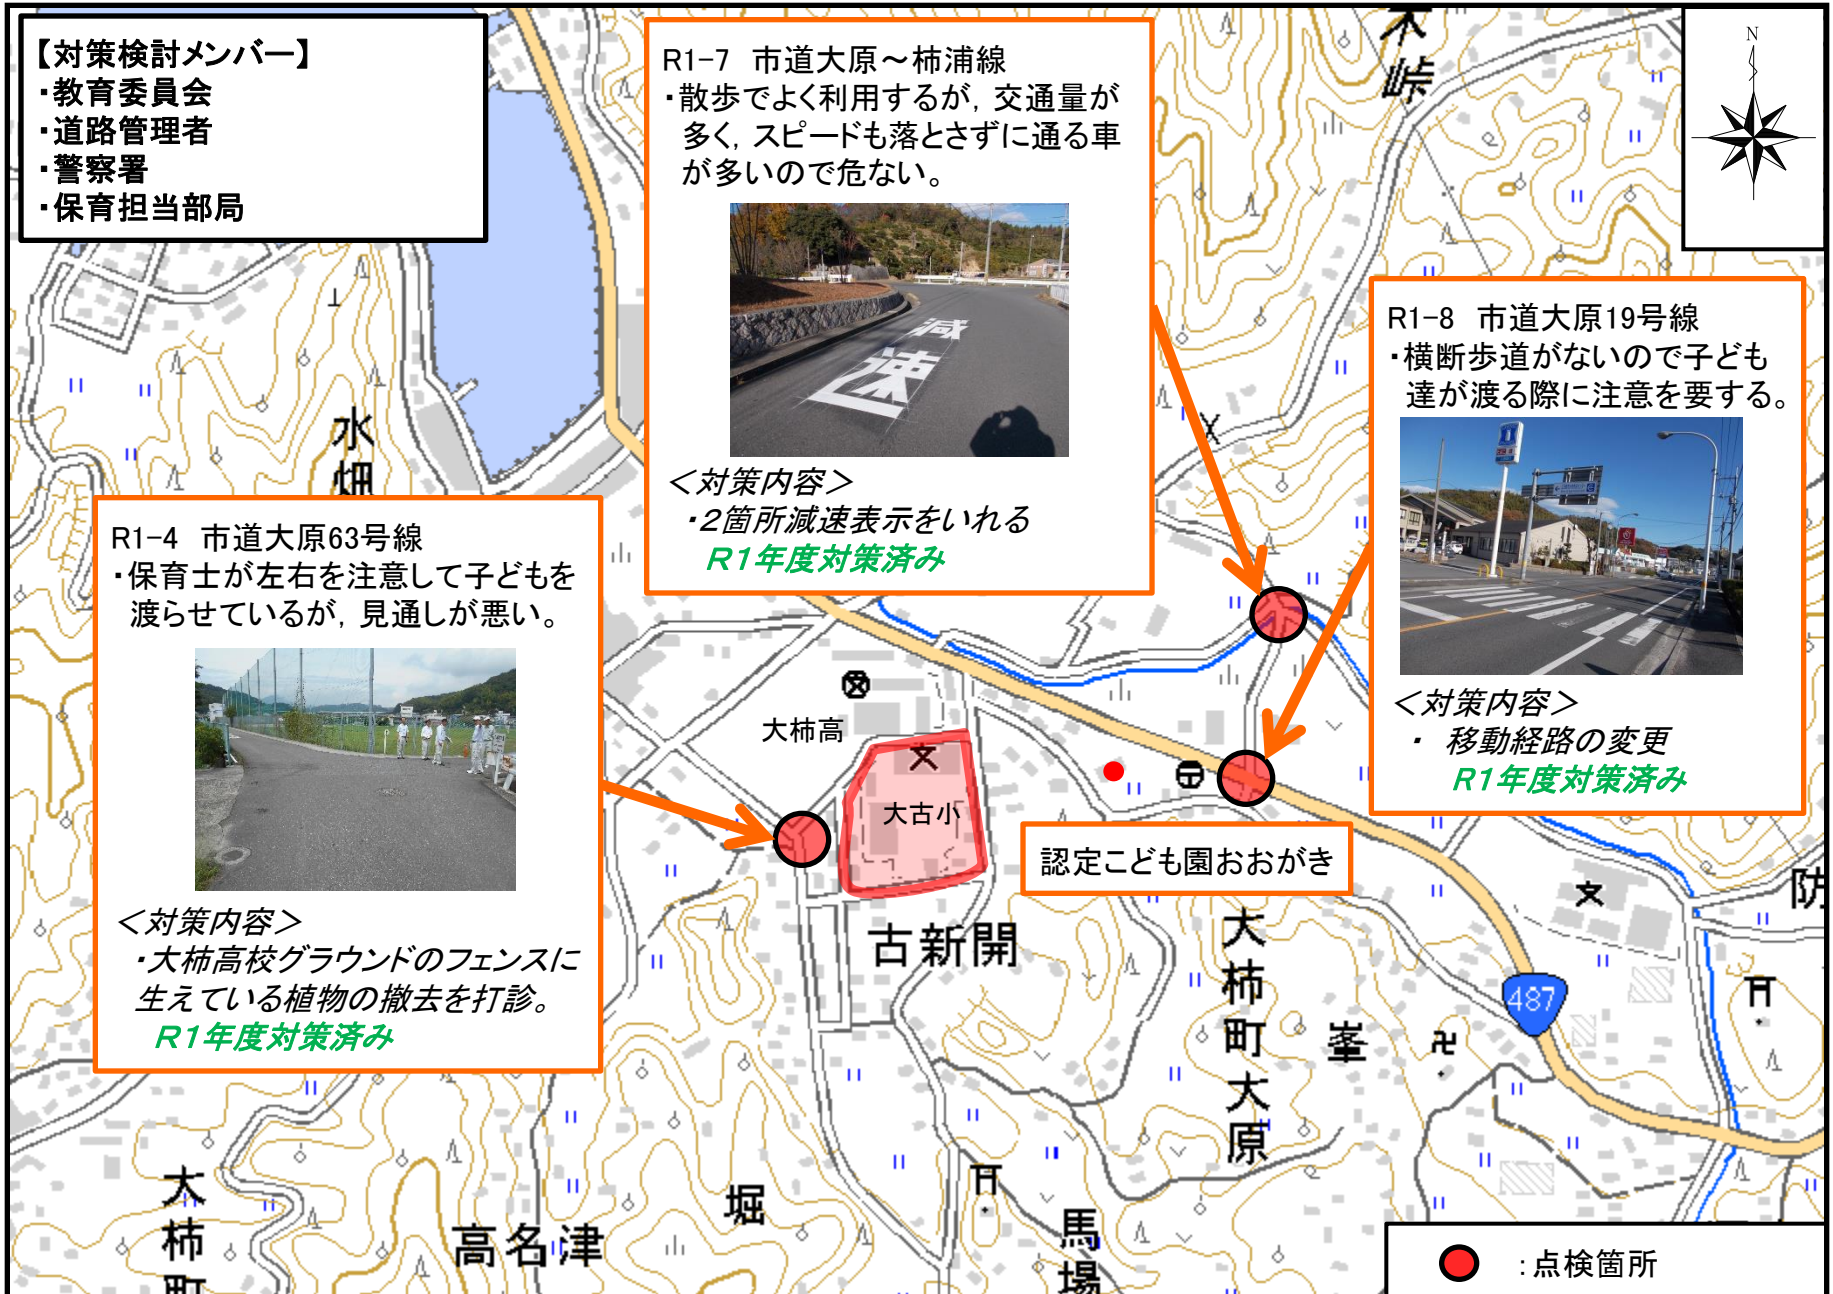 【対策検討メンバー】
・教育委員会
・道路管理者
・警察署
・保育担当部局
R1-7 市道大原～柿浦線
・散歩でよく利用するが，交通量が
多く，スピードも落とさずに通る車
が多いので危ない。
減
速
＜対策内容＞
・2箇所減速表示をいれる
R1年度対策済み
木峠
N
R1-8 市道大原19号線
・横断歩道がないので子ども
達が渡る際に注意を要する。
＜対策内容＞
・ 移動経路の変更
R1年度対策済み
水畑
R1-4 市道大原63号線
・保育士が左右を注意して子どもを
渡らせているが，見通しが悪い。
＜対策内容＞
・大柿高校グラウンドのフェンスに
生えている植物の撤去を打診。
R1年度対策済み
大柿高
大古小
認定こども園おおがき
古新開
大柿町大原
峯
防
487
大柿町
高名津
堀
馬場
:点検箇所